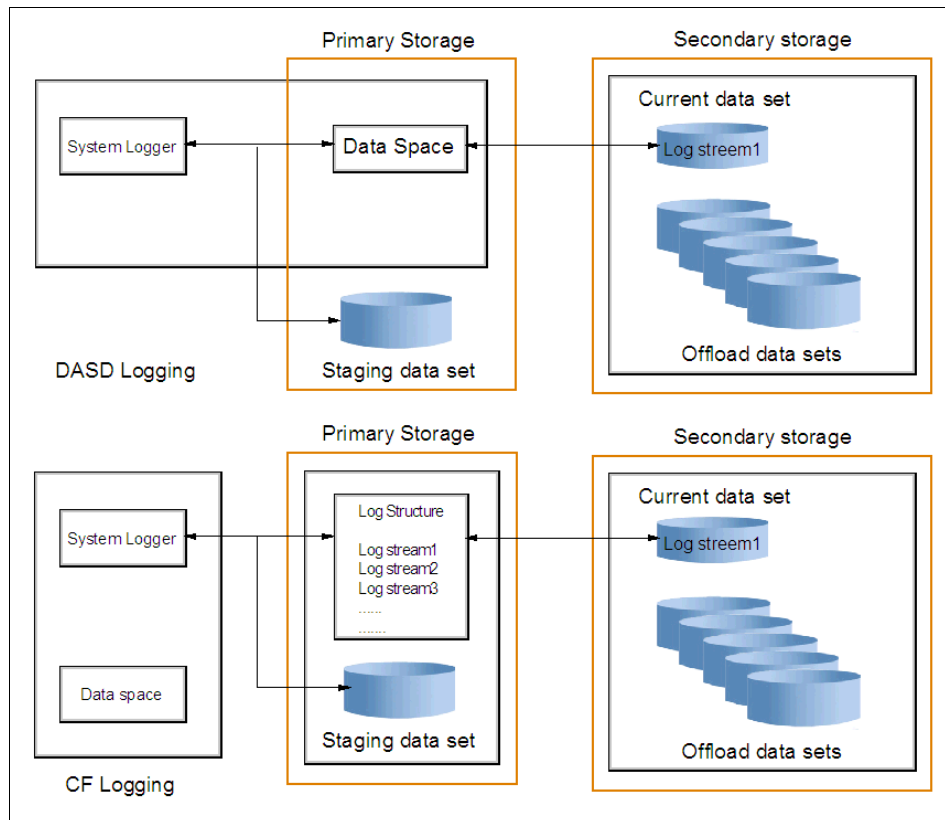 Primary Storage
Secondary storage
Current data set
System Logger
Data Space
Log streem1
DASD Logging
Staging data set
Offload data sets
Primary Storage
Secondary storage
Current data set
Log Structure
System Logger
Log streem1
Log stream1
Log stream2
Log stream3
......
.......
Data space
Staging data set
Offload data sets
CF Logging